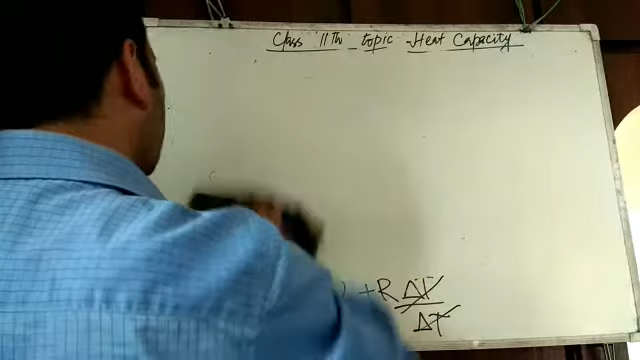 Class 11th topic - Heat Capacity
+ R ΔT
ΔT